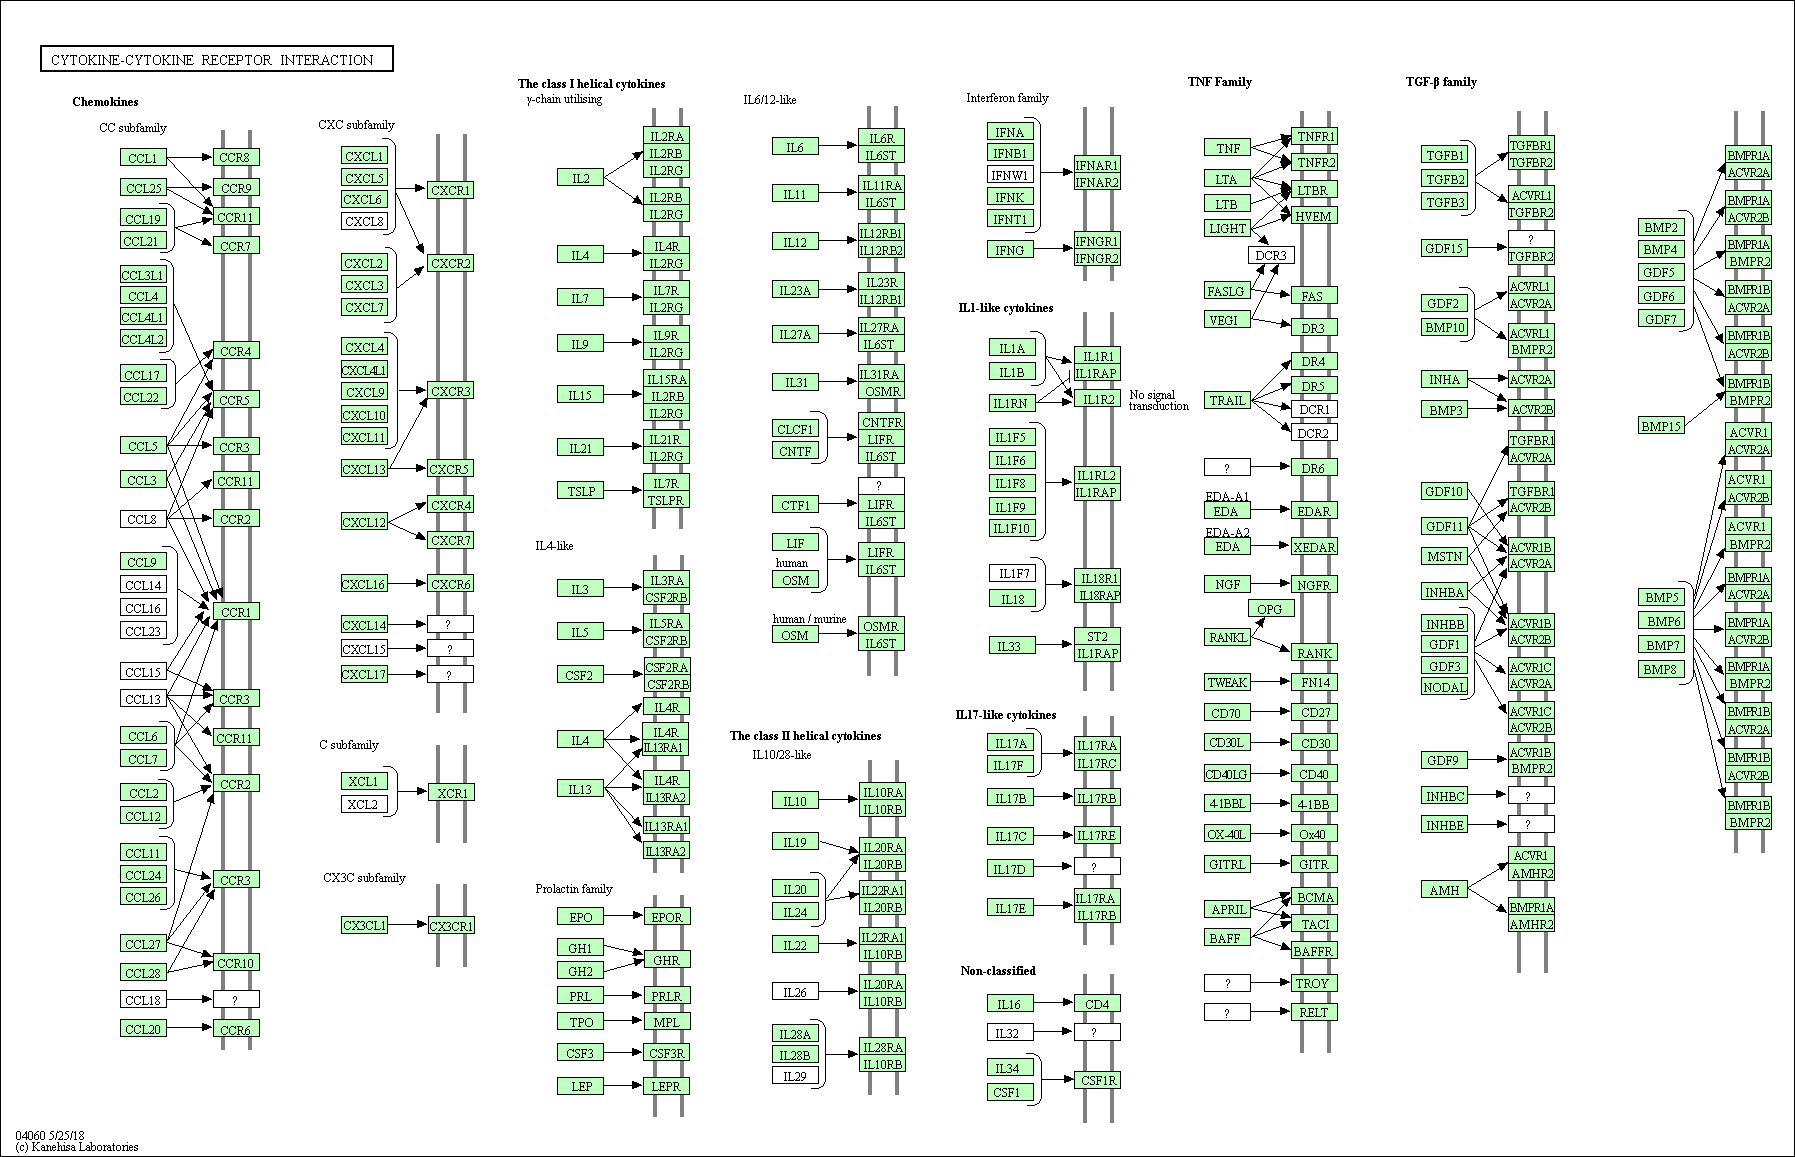 CYTOKINE-CYTOKINE RECEPTOR INTERACTION
Chemokines
CC subfamily
CCL1
CCL25
CCL19
CCL21
CCL3L1
CCL4
CCL4L1
CCL4L2
CCL17
CCL22
CCL5
CCL3
CCL8
CCL9
CCL14
CCL16
CCL23
CCL15
CCL13
CCL6
CCL7
CCL2
CCL12
CCL11
CCL24
CCL26
CCL27
CCL28
CCL18
CCL20
CCR8
CCR9
CCR11
CCR7
CCR4
CCR5
CCR3
CCR11
CCR2
CCR1
CCR3
CCR11
CCR2
CCR3
CCR10
?
CCR6
CXC subfamily
CXCL1
CXCL5
CXCL6
CXCL8
CXCL2
CXCL3
CXCL7
CXCL4
CXCL4L1
CXCL9
CXCL10
CXCL11
CXCL13
CXCL12
CXCL16
CXCL14
CXCL15
CXCL17
CXCR1
CXCR2
CXCR3
CXCR5
CXCR4
CXCR7
CXCR6
?
?
?
C subfamily
XCL1
XCL2
XCR1
CX3C subfamily
CX3CL1
CX3CR1
The class I helical cytokines
γ-chain utilising
IL2
IL4
IL7
IL9
IL15
IL21
TSLP
IL2RA
IL2RB
IL2RG
IL2RB
IL2RG
IL4R
IL2RG
IL7R
IL2RG
IL9R
IL2RG
IL15RA
IL2RB
IL2RG
IL21R
IL2RG
IL7R
TSLPR
IL4-like
IL3
IL5
CSF2
IL4
IL13
IL3RA
CSF2RB
IL5RA
CSF2RB
CSF2RA
CSF2RB
IL4R
IL4R
IL13RA1
IL4R
IL13RA2
IL13RA1
IL13RA2
Prolactin family
EPO
GH1
GH2
PRL
TPO
CSF3
LEP
EPOR
GHR
PRLR
MPL
CSF3R
LEPR
IL6/12-like
IL6
IL11
IL12
IL23A
IL27A
IL31
CLCF1
CNTF
CTF1
LIF
human
OSM
human / murine
OSM
IL6R
IL6ST
IL11RA
IL6ST
IL12RB1
IL12RB2
IL23R
IL12RB1
IL27RA
IL6ST
IL31RA
OSMR
CNTFR
LIFR
IL6ST
?
LIFR
IL6ST
LIFR
IL6ST
OSMR
IL6ST
The class II helical cytokines
IL10/28-like
IL10
IL19
IL20
IL24
IL22
IL26
IL28A
IL28B
IL29
IL10RA
IL10RB
IL20RA
IL20RB
IL22RA1
IL20RB
IL22RA1
IL10RB
IL20RA
IL10RB
IL28RA
IL10RB
Interferon family
IFNA
IFNB1
IFNW1
IFNK
IFNT1
IFNG
IFNAR1
IFNAR2
IFNGR1
IFNGR2
IL1-like cytokines
IL1A
IL1B
IL1RN
IL1F5
IL1F6
IL1F8
IL1F9
IL1F10
IL1F7
IL18
IL33
IL1R1
IL1RAP
IL1R2
No signal
transduction
IL1RL2
IL1RAP
IL18R1
IL18RAP
ST2
IL1RAP
IL17-like cytokines
IL17A
IL17F
IL17B
IL17C
IL17D
IL17E
IL17RA
IL17RC
IL17RB
IL17RE
?
IL17RA
IL17RB
Non-classified
IL16
IL32
IL34
CSF1
CD4
?
CSF1R
TNF Family
TNF
LTA
LTB
LIGHT
DCR3
FASLG
VEGI
TRAIL
?
EDA-A1
EDA
EDA-A2
EDA
NGF
OPG
RANKL
TWEAK
CD70
CD30L
CD40LG
4-1BBL
OX-40L
GITRL
APRIL
BAFF
?
?
TNFR1
TNFR2
LTBR
HVEM
FAS
DR3
DR4
DR5
DCR1
DCR2
DR6
EDAR
XEDAR
NGFR
RANK
FN14
CD27
CD30
CD40
4-1BB
Ox40
GITR
BCMA
TACI
BAFFR
TROY
RELT
TGF-β family
TGFB1
TGFB2
TGFB3
GDF15
GDF2
BMP10
INHA
BMP3
GDF10
GDF11
MSTN
INHBA
INHBB
GDF1
GDF3
NODAL
GDF9
INHBC
INHBE
AMH
TGFBR1
TGFBR2
ACVRL1
TGFBR2
?
TGFBR2
ACVRL1
ACVR2A
ACVRL1
BMPR2
ACVR2A
ACVR2B
TGFBR1
ACVR2A
TGFBR1
ACVR2B
ACVR1B
ACVR2A
ACVR1B
ACVR2B
ACVR1C
ACVR2A
ACVR1C
ACVR2B
ACVR1B
BMPR2
?
?
ACVR1
AMHR2
BMPR1A
AMHR2
BMP2
BMP4
GDF5
GDF6
GDF7
BMP15
BMP5
BMP6
BMP7
BMP8
BMPR1A
ACVR2A
BMPR1A
ACVR2B
BMPR1A
BMPR2
BMPR1B
ACVR2A
BMPR1B
ACVR2B
BMPR1B
BMPR2
ACVR1
ACVR2A
ACVR1
ACVR2B
ACVR1
BMPR2
BMPR1A
ACVR2A
BMPR1A
ACVR2B
BMPR1A
BMPR2
BMPR1B
ACVR2A
BMPR1B
ACVR2B
BMPR1B
BMPR2
04060 5/25/18
(c) Kanehisa Laboratories